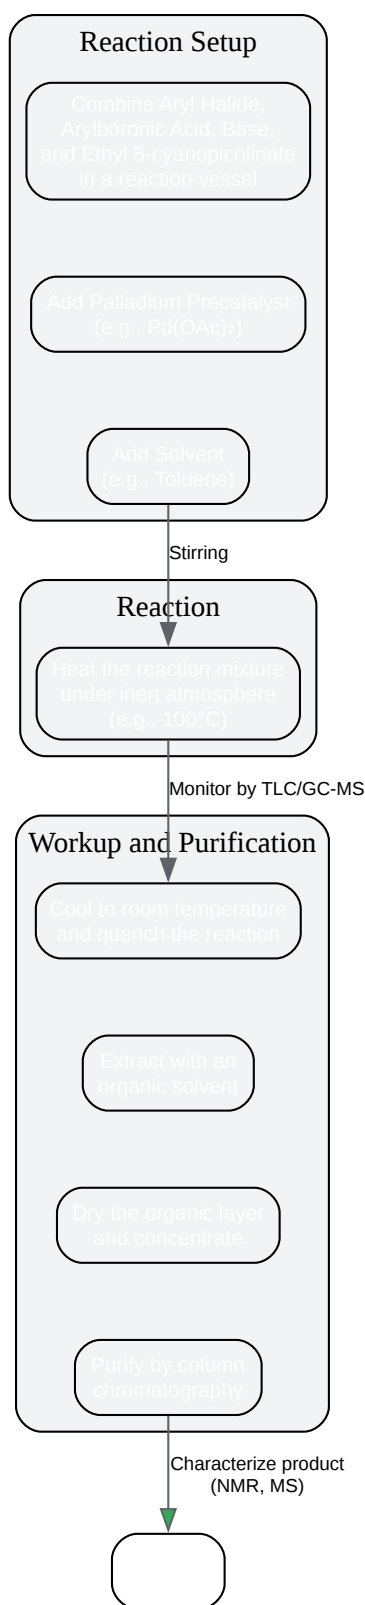 Reaction Setup
Combine Aryl Halide,
Arylboronic Acid, Base,
and Ethyl 5-cyanopicolinate
in a reaction vessel
Add Palladium Precatalyst
(e.g., Pd(OAc)₂)
Add Solvent
(e.g., Toluene)
Stirring
Reaction
Heat the reaction mixture
under inert atmosphere
(e.g., 100°C)
Monitor by TLC/GC-MS
Workup and Purification
Cool to room temperature
and quench the reaction
Extract with an
organic solvent
Dry the organic layer
and concentrate
Purify by column
chromatography
Characterize product
(NMR, MS)